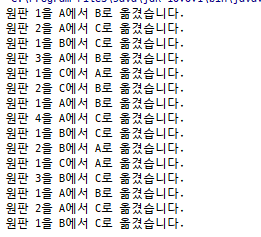 원판 1을 A에서 B로 옮겼습니다.
원판 2을 A에서 C로 옮겼습니다.
원판 1을 B에서 C로 옮겼습니다.
원판 3을 A에서 B로 옮겼습니다.
원판 1을 C에서 A로 옮겼습니다.
원판 2을 C에서 B로 옮겼습니다.
원판 1을 A에서 B로 옮겼습니다.
원판 4을 A에서 C로 옮겼습니다.
원판 1을 B에서 C로 옮겼습니다.
원판 2을 B에서 A로 옮겼습니다.
원판 1을 C에서 A로 옮겼습니다.
원판 3을 B에서 C로 옮겼습니다.
원판 1을 A에서 B로 옮겼습니다.
원판 2을 A에서 C로 옮겼습니다.
원판 1을 B에서 C로 옮겼습니다.